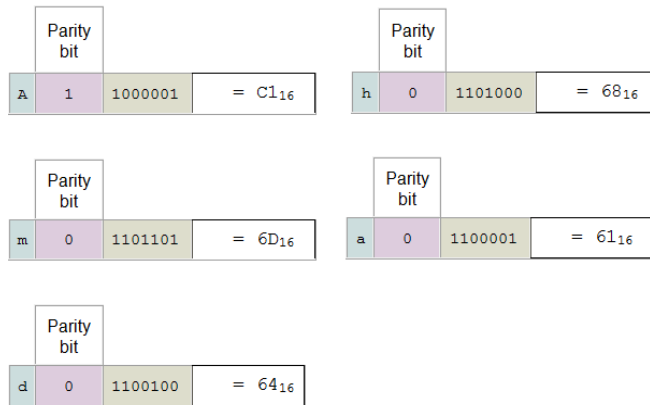 Parity
bit
A 1 1000001 = C1₁₆
Parity
bit
h 0 1101000 = 68₁₆
Parity
bit
m 0 1101101 = 6D₁₆
Parity
bit
a 0 1100001 = 61₁₆
Parity
bit
d 0 1100100 = 64₁₆